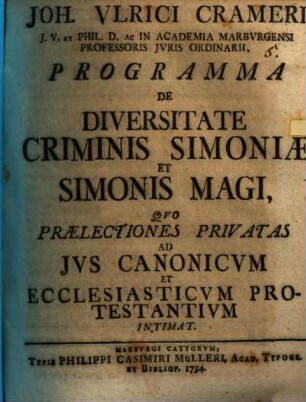 JOH. VLRICI CRAMERI
J. V. ET PHIL. D. AC IN ACADEMIA MARBVRGENSI
PROFESSORIS JVRIS ORDINARII,
5.
PROGRAMMA
DE
DIVERSITATE
CRIMINIS SIMONIÆ
ET
SIMONIS MAGI,
QVO
PRÆLECTIONES PRIVATAS
AD
JVS CANONICVM
ET
ECCLESIASTICVM PRO-
TESTANTIVM
INTIMAT.
MARBVRGI CATTORVM,
TYPIS PHILIPPI CASIMIRI MüLLERI, ACAD. TYPOGR.
ET BIBLIOP. 1734.